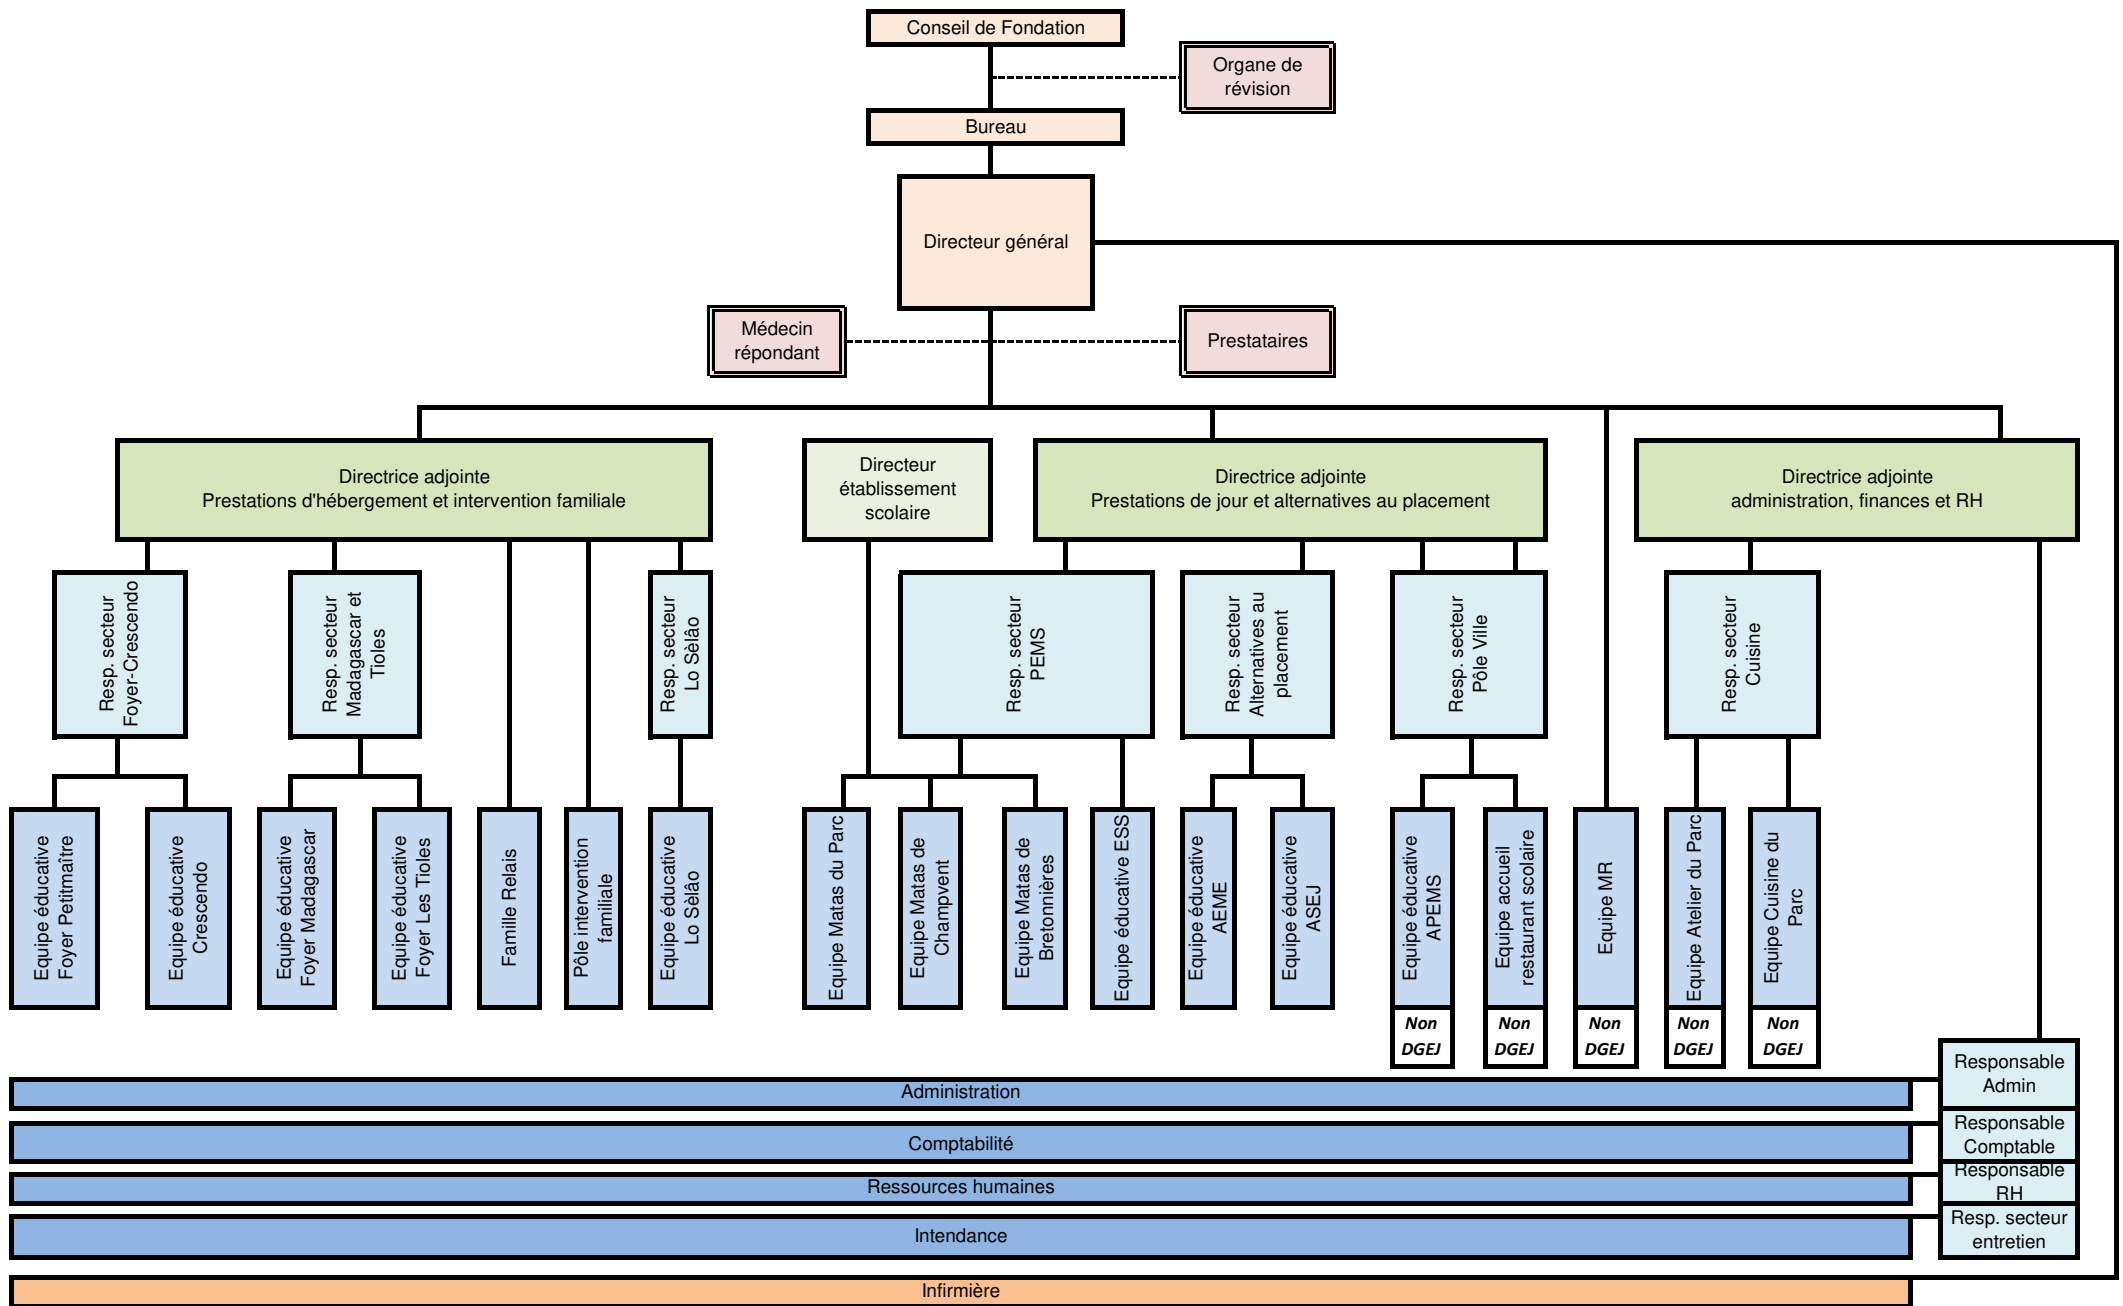 Conseil de Fondation
Organe de
révision
Bureau
Directeur général
Médecin
répondant
Prestataires
Directrice adjointe
Prestations d'hébergement et intervention familiale
Directeur
établissement
scolaire
Directrice adjointe
Prestations de jour et alternatives au placement
Directrice adjointe
administration, finances et RH
Resp. secteur
Foyer-Crescendo
Resp. secteur
Madagascar et
Tioles
Resp. secteur
Lo Sèlâo
Resp. secteur
PEMS
Resp. secteur
Alternatives au
placement
Resp. secteur
Pôle Ville
Resp. secteur
Cuisine
Equipe éducative
Foyer Petitmaître
Equipe éducative
Crescendo
Equipe éducative
Foyer Madagascar
Equipe éducative
Foyer Les Tioles
Famille Relais
Pôle intervention
familiale
Equipe éducative
Lo Sèlâo
Equipe Matas du Parc
Equipe Matas de
Champvent
Equipe Matas de
Bretonnières
Equipe éducative ESS
Equipe éducative
AEME
Equipe éducative
ASEJ
Equipe éducative
APEMS
Equipe accueil
restaurant scolaire
Equipe MR
Equipe Atelier du Parc
Equipe Cuisine du
Parc
Non
DGEJ
Non
DGEJ
Non
DGEJ
Non
DGEJ
Non
DGEJ
Responsable
Admin
Administration
Responsable
Comptable
Comptabilité
Responsable
RH
Ressources humaines
Resp. secteur
entretien
Intendance
Infirmière